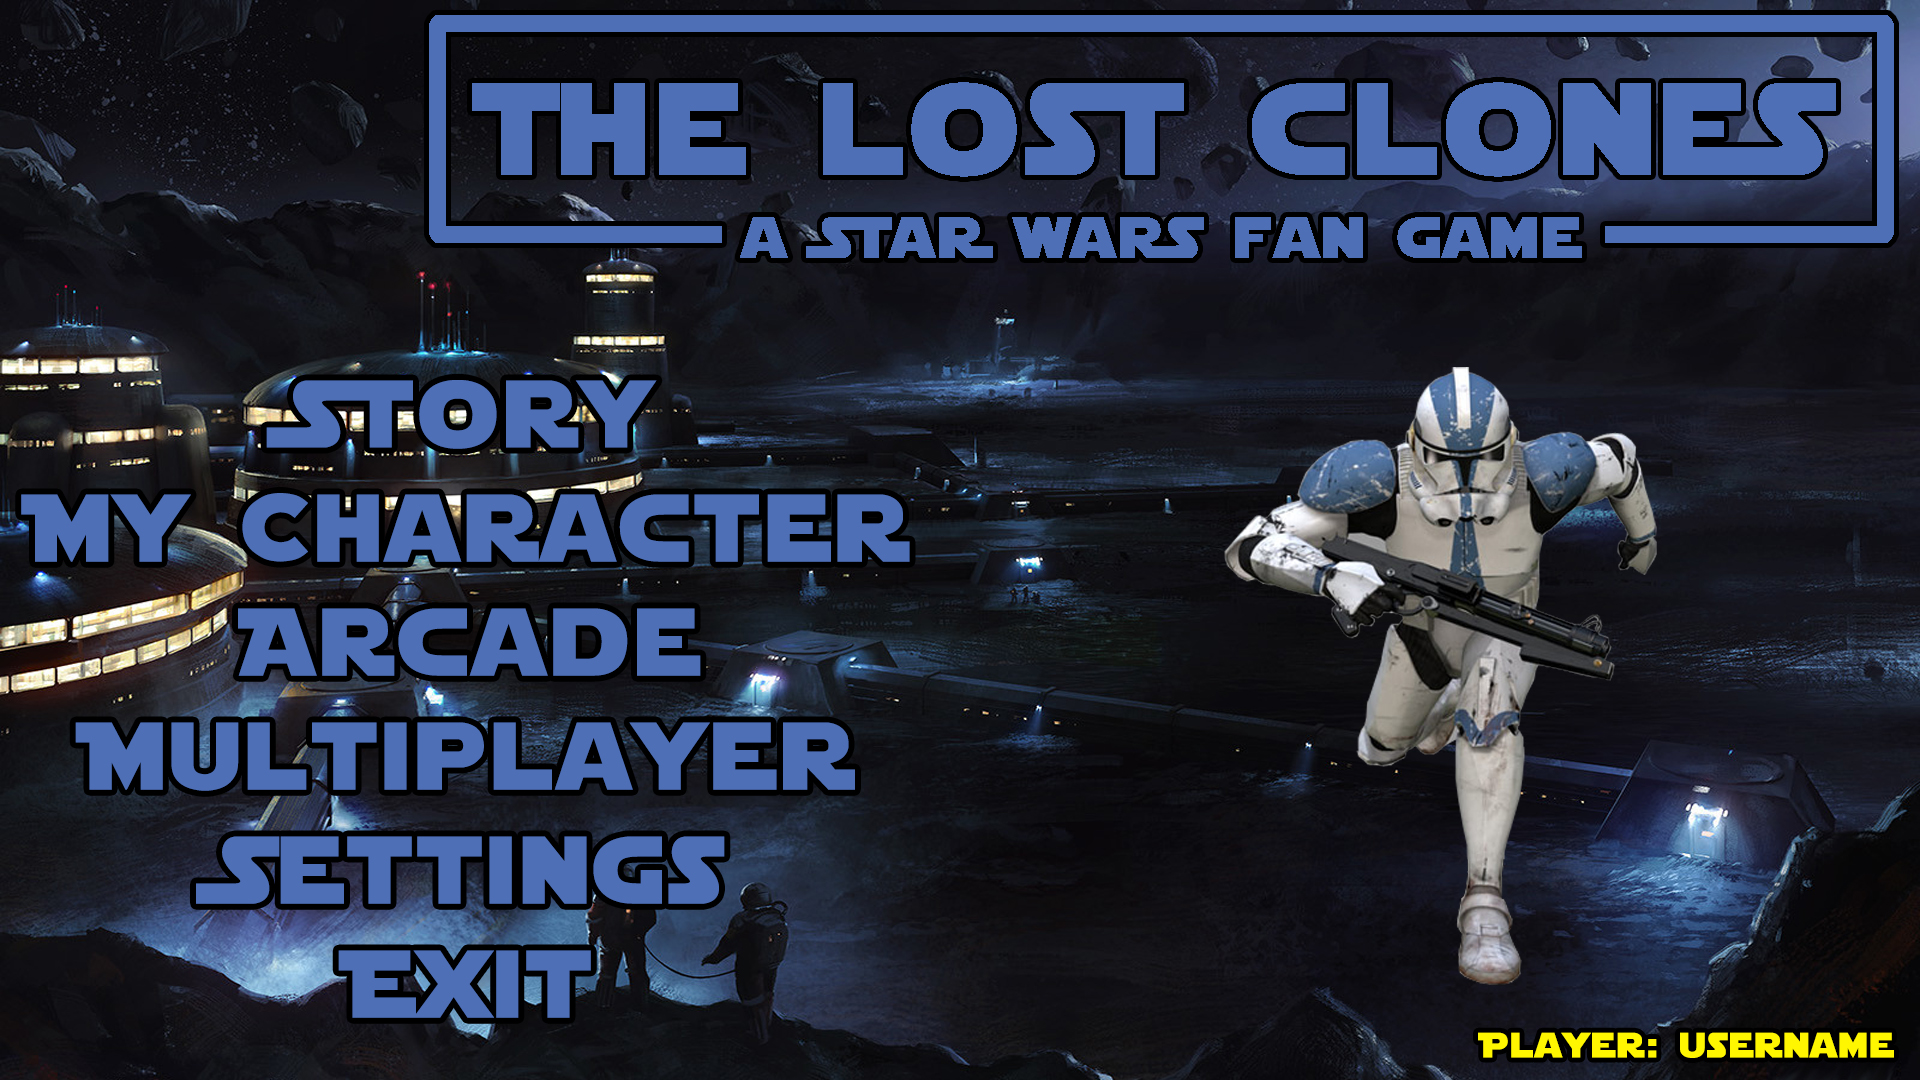 THE LOST CLONES
A STAR WARS FAN GAME
STORY
MY CHARACTER
ARCADE
MULTIPLAYER
SETTINGS
EXIT
PLAYER: USERNAME